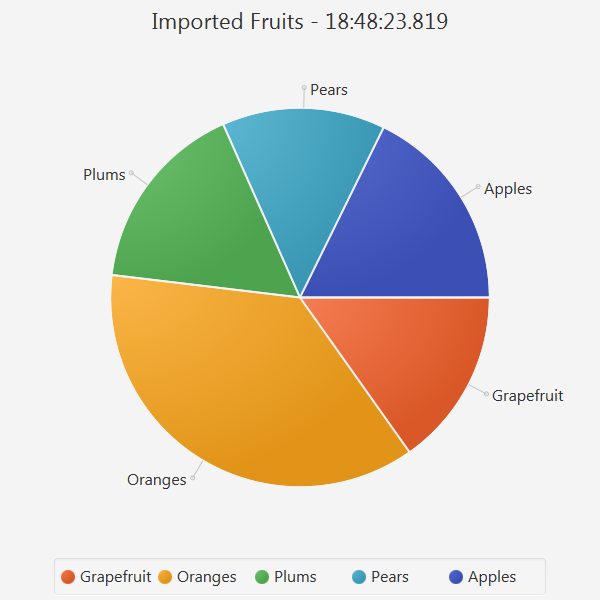 Imported Fruits - 18:48:23.819
Pears
Plums
Apples
Grapefruit
Oranges
Grapefruit Oranges Plums Pears Apples